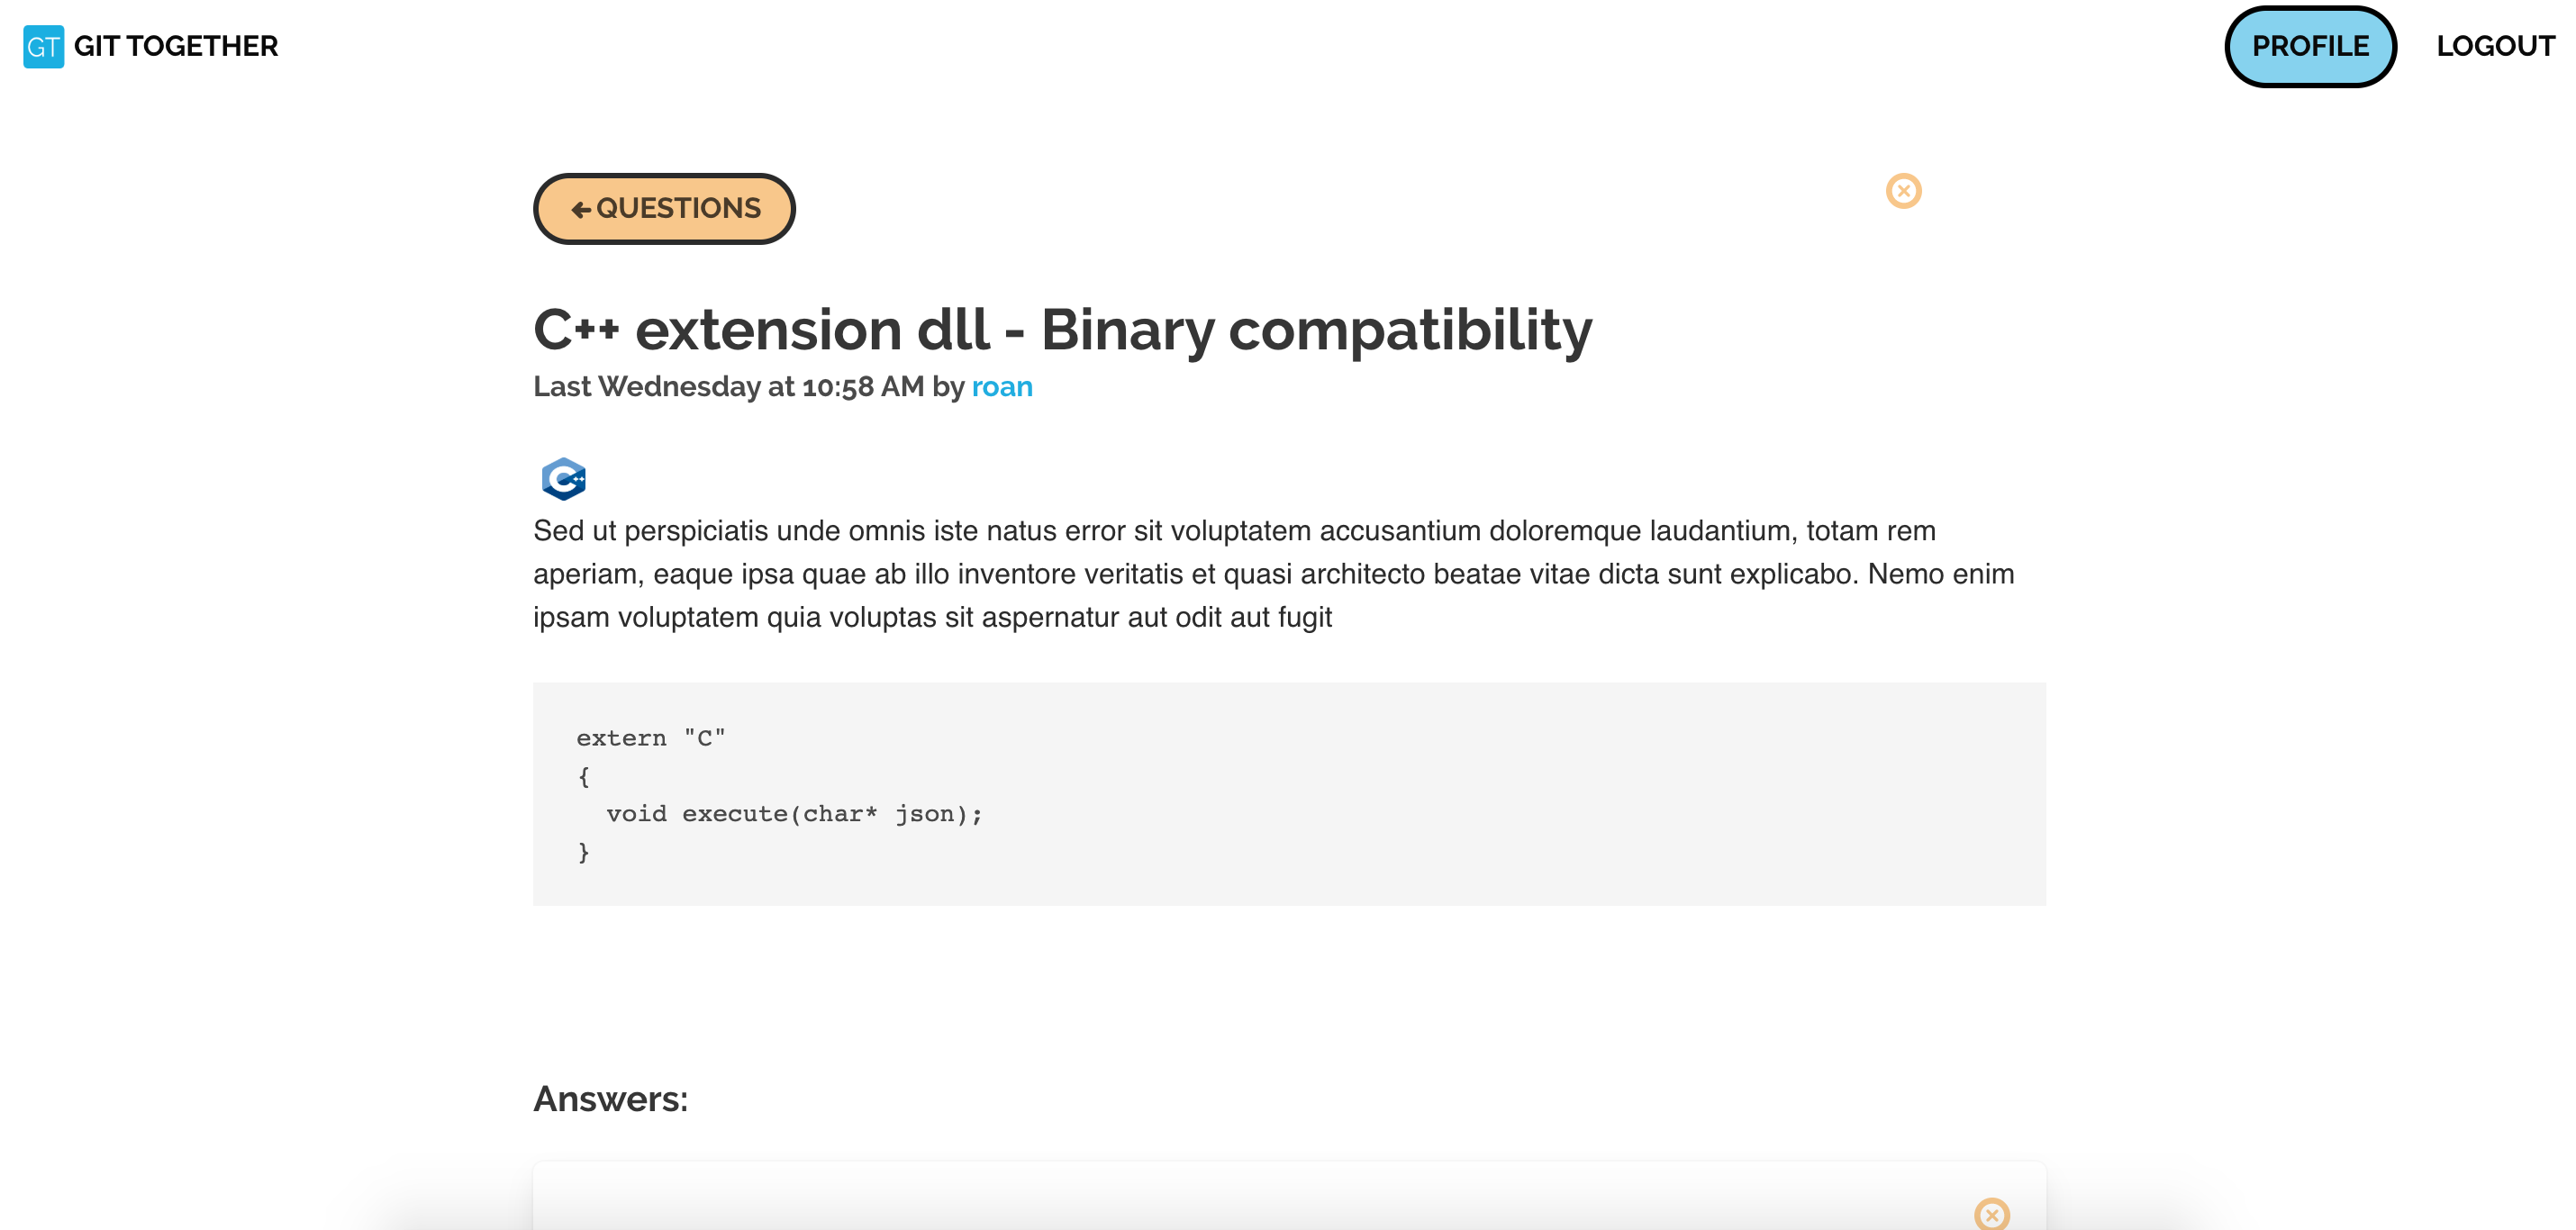 GT GIT TOGETHER PROFILE LOGOUT
QUESTIONS
C++ extension dll - Binary compatibility
Last Wednesday at 10:58 AM by roan
C++
Sed ut perspiciatis unde omnis iste natus error sit voluptatem accusantium doloremque laudantium, totam rem
aperiam, eaque ipsa quae ab illo inventore veritatis et quasi architecto beatae vitae dicta sunt explicabo. Nemo enim
ipsam voluptatem quia voluptas sit aspernatur aut odit aut fugit
extern "C"
{
  void execute(char* json);
}
Answers: